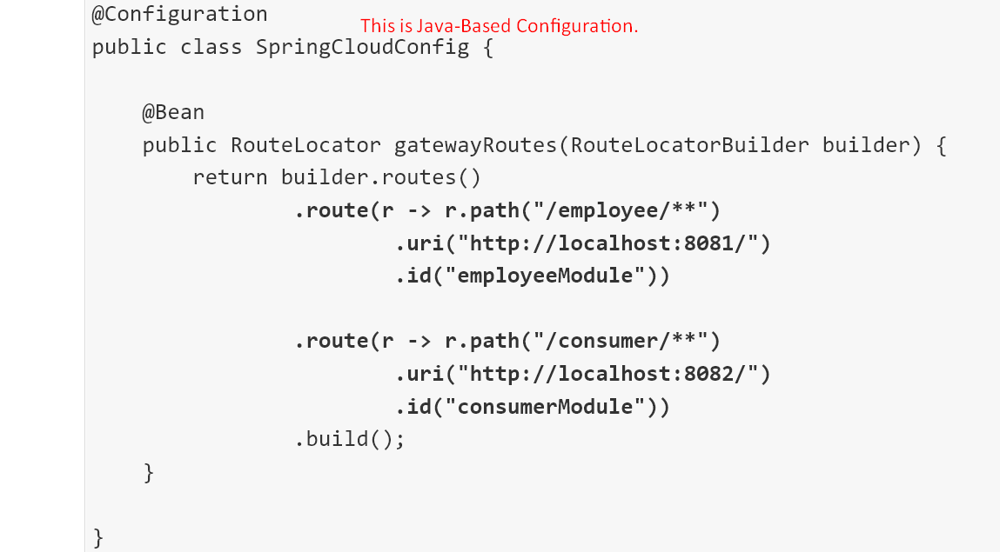 @Configuration
This is Java-Based Configuration.
public class SpringCloudConfig {
@Bean
public RouteLocator gatewayRoutes(RouteLocatorBuilder builder) {
return builder.routes()
.route(r -> r.path("/employee/**")
.uri("http://localhost:8081/")
.id("employeeModule"))
.route(r -> r.path("/consumer/**")
.uri("http://localhost:8082/")
.id("consumerModule"))
.build();
}
}